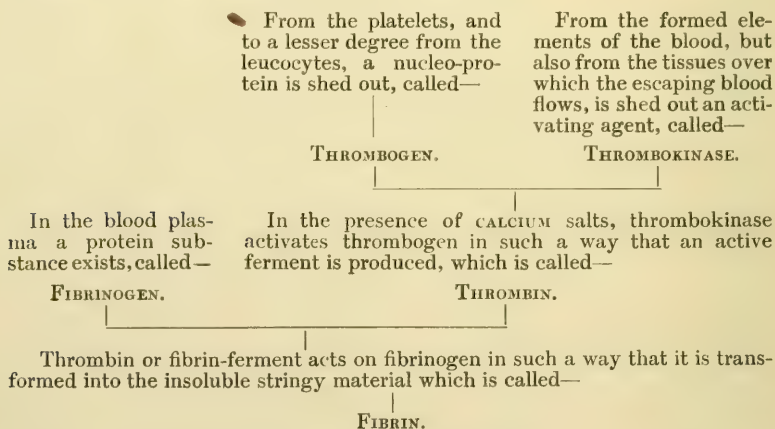 From the platelets, and
to a lesser degree from the
leucocytes, a nucleo-pro-
tein is shed out, called—
THROMBOGEN.
From the formed ele-
ments of the blood, but
also from the tissues over
which the escaping blood
flows, is shed out an acti-
vating agent, called—
THROMBOKINASE.
In the blood plas-
ma a protein sub-
stance exists, called—
FIBRINOGEN.
In the presence of CALCIUM salts, thrombokinase
activates thrombogen in such a way that an active
ferment is produced, which is called—
THROMBIN.
Thrombin or fibrin-ferment acts on fibrinogen in such a way that it is trans-
formed into the insoluble stringy material which is called—
FIBRIN.